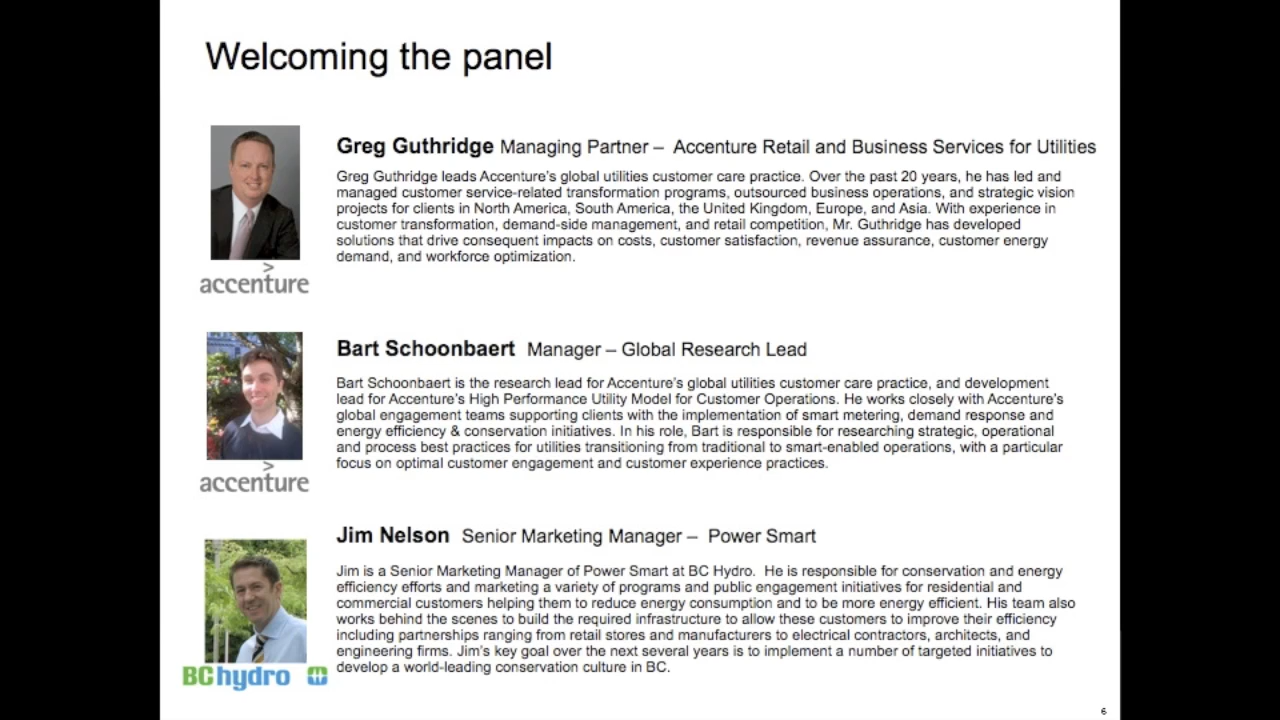 Welcoming the panel
Greg Guthridge Managing Partner – Accenture Retail and Business Services for Utilities
Greg Guthridge leads Accenture's global utilities customer care practice. Over the past 20 years, he has led and
managed customer service-related transformation programs, outsourced business operations, and strategic vision
projects for clients in North America, South America, the United Kingdom, Europe, and Asia. With experience in
customer transformation, demand-side management, and retail competition, Mr. Guthridge has developed
solutions that drive consequent impacts on costs, customer satisfaction, revenue assurance, customer energy
demand, and workforce optimization.
>
accenture
Bart Schoonbaert Manager – Global Research Lead
Bart Schoonbaert is the research lead for Accenture's global utilities customer care practice, and development
lead for Accenture's High Performance Utility Model for Customer Operations. He works closely with Accenture's
global engagement teams supporting clients with the implementation of smart metering, demand response and
energy efficiency & conservation initiatives. In his role, Bart is responsible for researching strategic, operational
and process best practices for utilities transitioning from traditional to smart-enabled operations, with a particular
focus on optimal customer engagement and customer experience practices.
>
accenture
Jim Nelson Senior Marketing Manager – Power Smart
Jim is a Senior Marketing Manager of Power Smart at BC Hydro. He is responsible for conservation and energy
efficiency efforts and marketing a variety of programs and public engagement initiatives for residential and
commercial customers helping them to reduce energy consumption and to be more energy efficient. His team also
works behind the scenes to build the required infrastructure to allow these customers to improve their efficiency
including partnerships ranging from retail stores and manufacturers to electrical contractors, architects, and
engineering firms. Jim's key goal over the next several years is to implement a number of targeted initiatives to
develop a world-leading conservation culture in BC.
BChydro
6